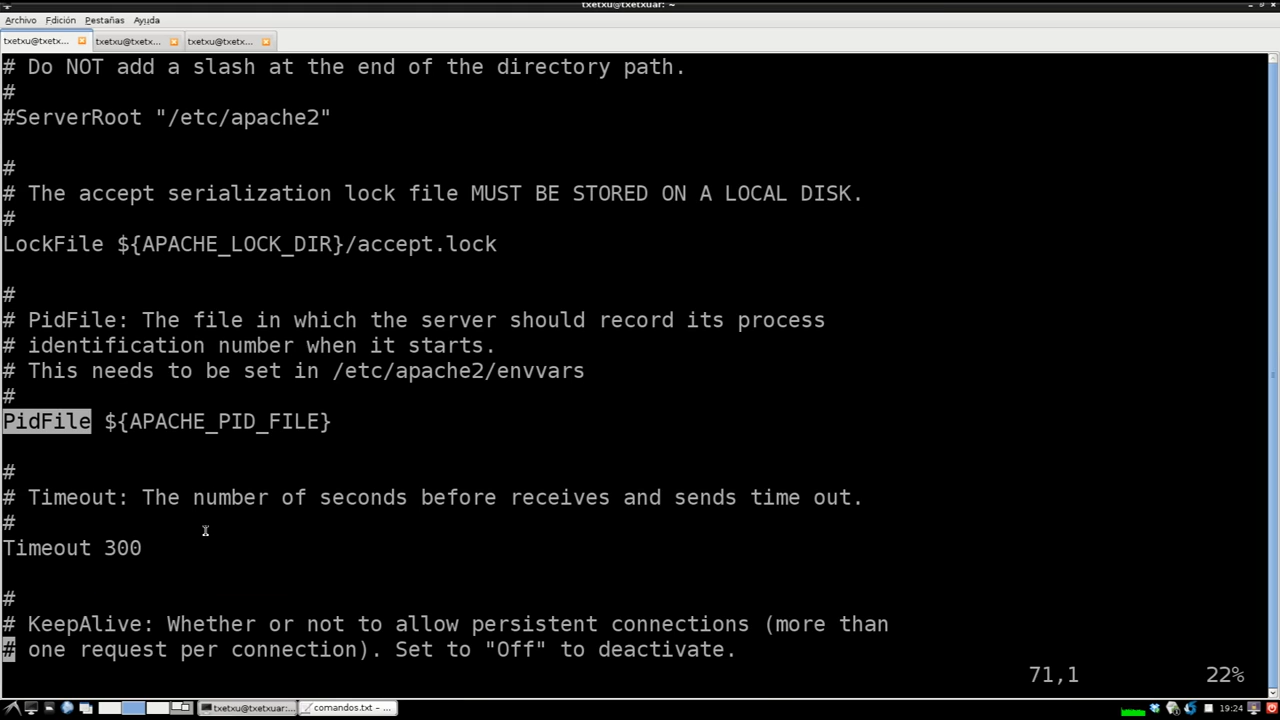 txetxu@txetxuar: ~
Archivo Edición Pestañas Ayuda
txetxu@txetx... txetxu@txetx... txetxu@txetx...
# Do NOT add a slash at the end of the directory path.
#
#ServerRoot "/etc/apache2"
#
# The accept serialization lock file MUST BE STORED ON A LOCAL DISK.
#
LockFile ${APACHE_LOCK_DIR}/accept.lock
#
# PidFile: The file in which the server should record its process
# identification number when it starts.
# This needs to be set in /etc/apache2/envvars
#
PidFile ${APACHE_PID_FILE}
#
# Timeout: The number of seconds before receives and sends time out.
#
Timeout 300
#
# KeepAlive: Whether or not to allow persistent connections (more than
# one request per connection). Set to "Off" to deactivate.
71,1 22%
txetxu@txetxuar:... comandos.txt – ... 19:24